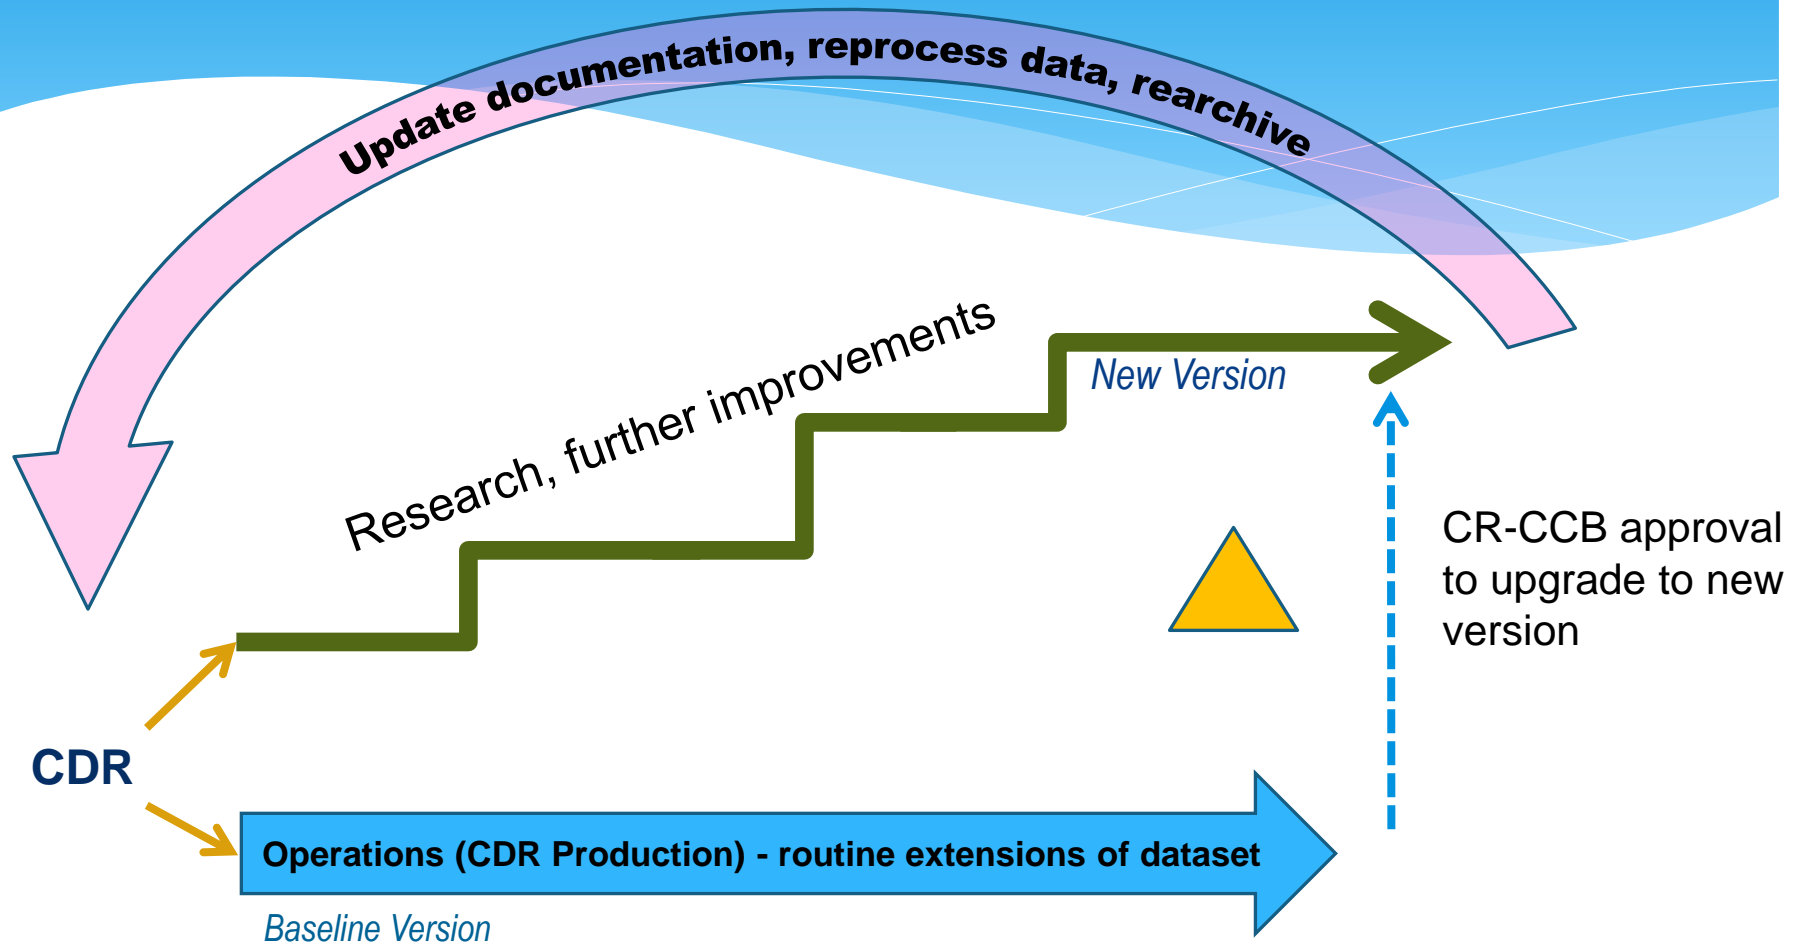 Update documentation, reprocess data, rearchive
Research, further improvements
New Version
CR-CCB approval
to upgrade to new
version
CDR
Operations (CDR Production) - routine extensions of dataset
Baseline Version